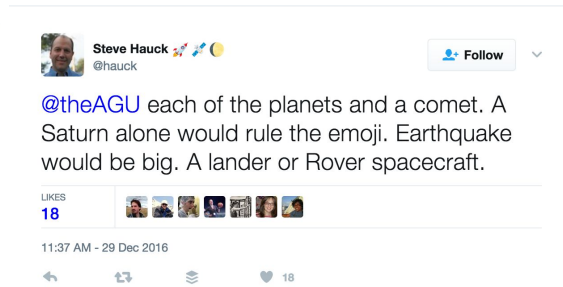 Steve Hauck 🚀 🛰 🌔
@hauck
Follow
@theAGU each of the planets and a comet. A
Saturn alone would rule the emoji. Earthquake
would be big. A lander or Rover spacecraft.
LIKES
18
11:37 AM - 29 Dec 2016
18